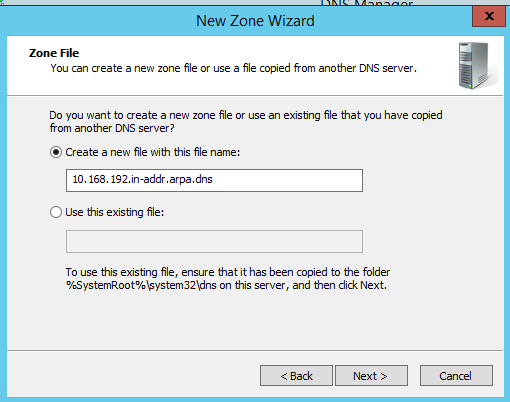 DNS Manager
New Zone Wizard
x
Zone File
You can create a new zone file or use a file copied from another DNS server.
Do you want to create a new zone file or use an existing file that you have copied
from another DNS server?
Create a new file with this file name:
10.168.192.in-addr.arpa.dns
Use this existing file:
To use this existing file, ensure that it has been copied to the folder
%SystemRoot%\system32\dns on this server, and then click Next.
< Back Next > Cancel